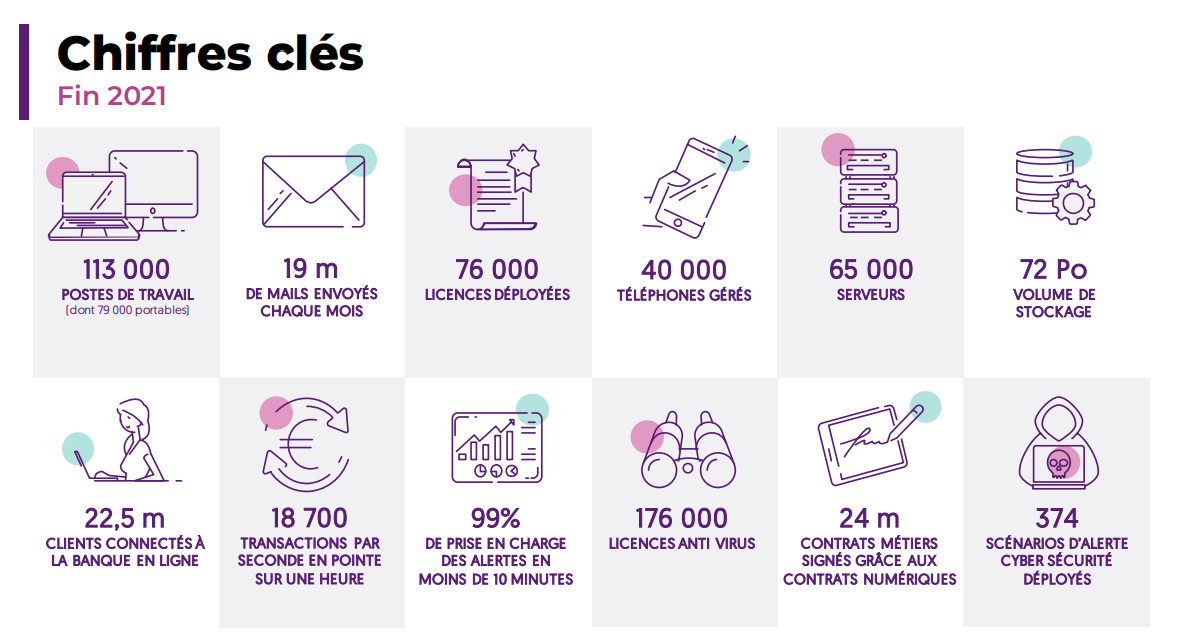 Chiffres clés
Fin 2021
113 000
POSTES DE TRAVAIL
(dont 79 000 portables)
19 m
DE MAILS ENVOYÉS
CHAQUE MOIS
76 000
LICENCES DÉPLOYÉES
40 000
TÉLÉPHONES GÉRÉS
65 000
SERVEURS
72 Po
VOLUME DE
STOCKAGE
22,5 m
CLIENTS CONNECTÉS À
LA BANQUE EN LIGNE
18 700
TRANSACTIONS PAR
SECONDE EN POINTE
SUR UNE HEURE
99%
DE PRISE EN CHARGE
DES ALERTES EN
MOINS DE 10 MINUTES
176 000
LICENCES ANTI VIRUS
24 m
CONTRATS MÉTIERS
SIGNÉS GRÂCE AUX
CONTRATS NUMÉRIQUES
374
SCÉNARIOS D'ALERTE
CYBER SÉCURITÉ
DÉPLOYÉS